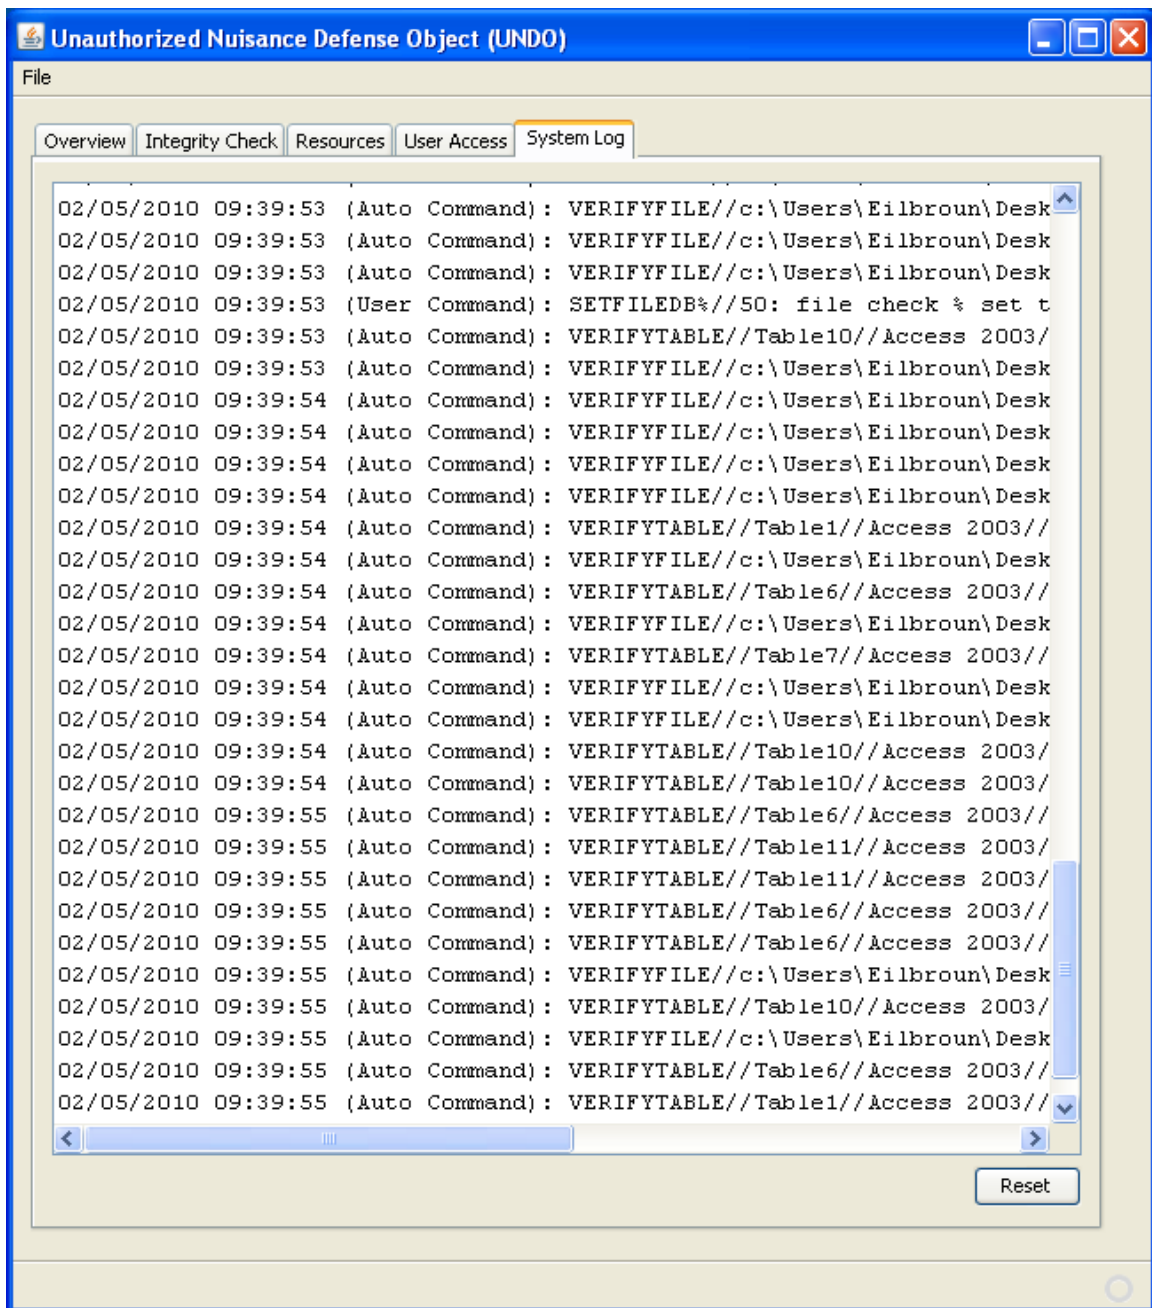 Unauthorized Nuisance Defense Object (UNDO)
File
Overview Integrity Check Resources User Access System Log
02/05/2010 09:39:53 (Auto Command): VERIFYFILE//c:\Users\Eilbroun\Desk
02/05/2010 09:39:53 (Auto Command): VERIFYFILE//c:\Users\Eilbroun\Desk
02/05/2010 09:39:53 (Auto Command): VERIFYFILE//c:\Users\Eilbroun\Desk
02/05/2010 09:39:53 (User Command): SETFILEDB%//50: file check % set t
02/05/2010 09:39:53 (Auto Command): VERIFYTABLE//Table10//Access 2003/
02/05/2010 09:39:53 (Auto Command): VERIFYFILE//c:\Users\Eilbroun\Desk
02/05/2010 09:39:54 (Auto Command): VERIFYFILE//c:\Users\Eilbroun\Desk
02/05/2010 09:39:54 (Auto Command): VERIFYFILE//c:\Users\Eilbroun\Desk
02/05/2010 09:39:54 (Auto Command): VERIFYFILE//c:\Users\Eilbroun\Desk
02/05/2010 09:39:54 (Auto Command): VERIFYFILE//c:\Users\Eilbroun\Desk
02/05/2010 09:39:54 (Auto Command): VERIFYTABLE//Table1//Access 2003//
02/05/2010 09:39:54 (Auto Command): VERIFYFILE//c:\Users\Eilbroun\Desk
02/05/2010 09:39:54 (Auto Command): VERIFYTABLE//Table6//Access 2003//
02/05/2010 09:39:54 (Auto Command): VERIFYFILE//c:\Users\Eilbroun\Desk
02/05/2010 09:39:54 (Auto Command): VERIFYTABLE//Table7//Access 2003//
02/05/2010 09:39:54 (Auto Command): VERIFYFILE//c:\Users\Eilbroun\Desk
02/05/2010 09:39:54 (Auto Command): VERIFYFILE//c:\Users\Eilbroun\Desk
02/05/2010 09:39:54 (Auto Command): VERIFYTABLE//Table10//Access 2003/
02/05/2010 09:39:54 (Auto Command): VERIFYTABLE//Table10//Access 2003/
02/05/2010 09:39:55 (Auto Command): VERIFYTABLE//Table6//Access 2003//
02/05/2010 09:39:55 (Auto Command): VERIFYTABLE//Table11//Access 2003/
02/05/2010 09:39:55 (Auto Command): VERIFYTABLE//Table11//Access 2003/
02/05/2010 09:39:55 (Auto Command): VERIFYTABLE//Table6//Access 2003//
02/05/2010 09:39:55 (Auto Command): VERIFYTABLE//Table6//Access 2003//
02/05/2010 09:39:55 (Auto Command): VERIFYFILE//c:\Users\Eilbroun\Desk
02/05/2010 09:39:55 (Auto Command): VERIFYTABLE//Table10//Access 2003/
02/05/2010 09:39:55 (Auto Command): VERIFYFILE//c:\Users\Eilbroun\Desk
02/05/2010 09:39:55 (Auto Command): VERIFYTABLE//Table6//Access 2003//
02/05/2010 09:39:55 (Auto Command): VERIFYTABLE//Table1//Access 2003//
Reset